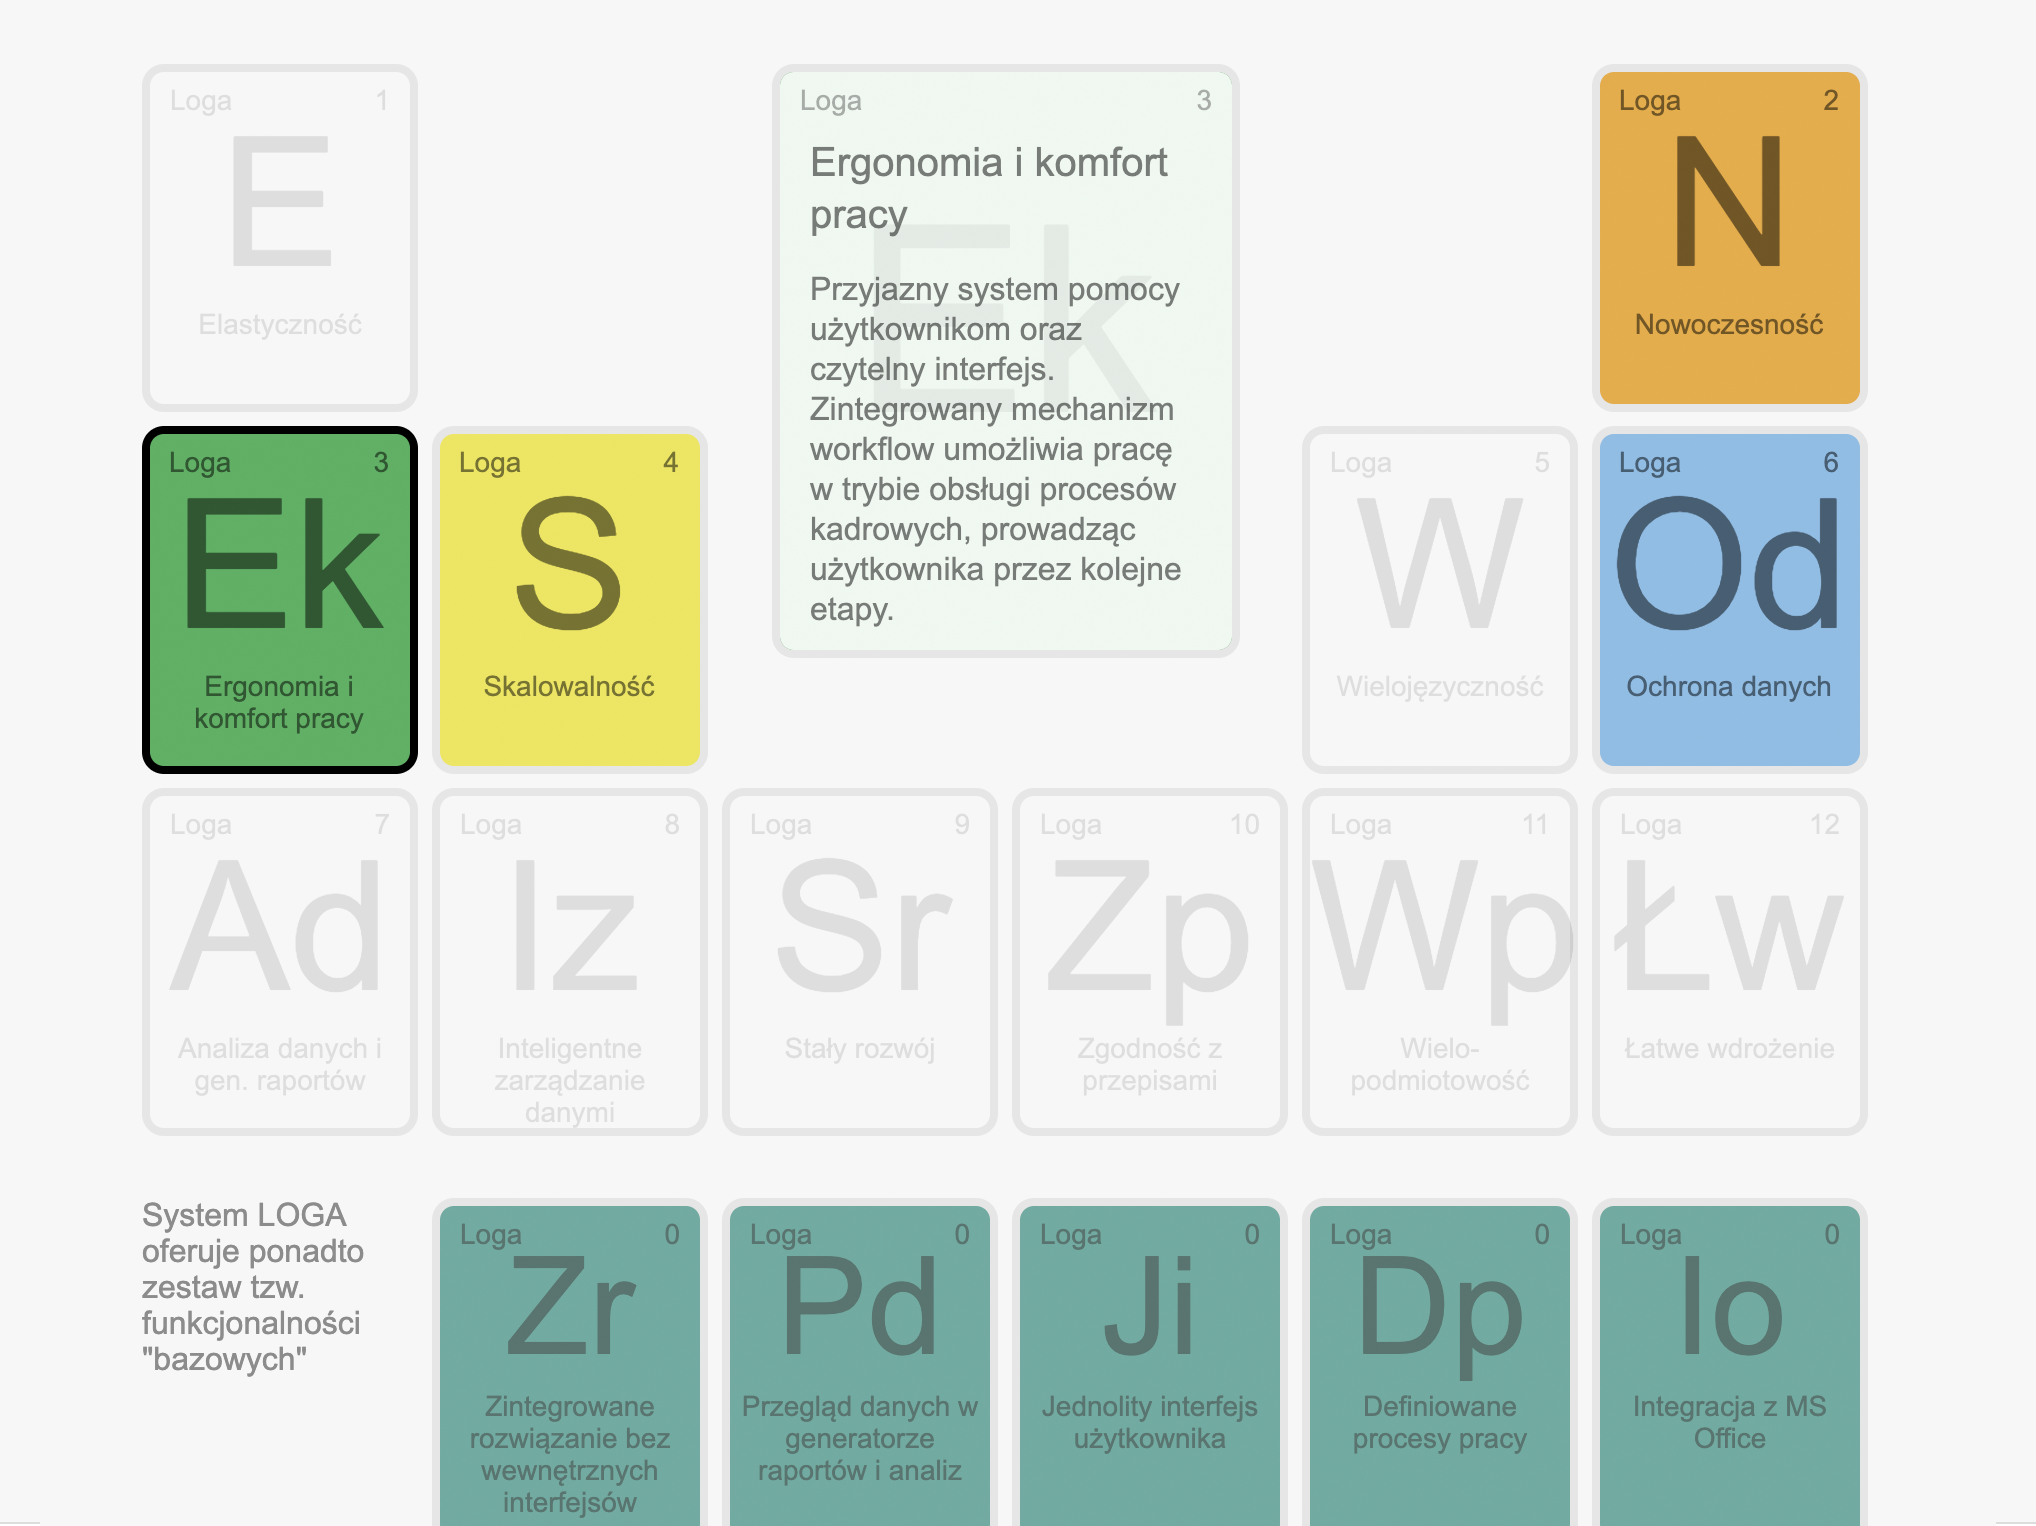 Loga 1
E
Elastyczność
Loga 3
Ergonomia i komfort
pracy
Ek
Przyjazny system pomocy
użytkownikom oraz
czytelny interfejs.
Zintegrowany mechanizm
workflow umożliwia pracę
w trybie obsługi procesów
kadrowych, prowadząc
użytkownika przez kolejne
etapy.
Loga 2
N
Nowoczesność
Loga 3
Ek
Ergonomia i
komfort pracy
Loga 4
S
Skalowalność
Loga 5
W
Wielojęzyczność
Loga 6
Od
Ochrona danych
Loga 7
Ad
Analiza danych i
gen. raportów
Loga 8
Iz
Inteligentne
zarządzanie
danymi
Loga 9
Sr
Stały rozwój
Loga 10
Zp
Zgodność z
przepisami
Loga 11
Wp
Wielo-
podmiotowość
Loga 12
Łw
Łatwe wdrożenie
System LOGA
oferuje ponadto
zestaw tzw.
funkcjonalności
"bazowych"
Loga 0
Zr
Zintegrowane
rozwiązanie bez
wewnętrznych
interfejsów
Loga 0
Pd
Przegląd danych w
generatorze
raportów i analiz
Loga 0
Ji
Jednolity interfejs
użytkownika
Loga 0
Dp
Definiowane
procesy pracy
Loga 0
Io
Integracja z MS
Office